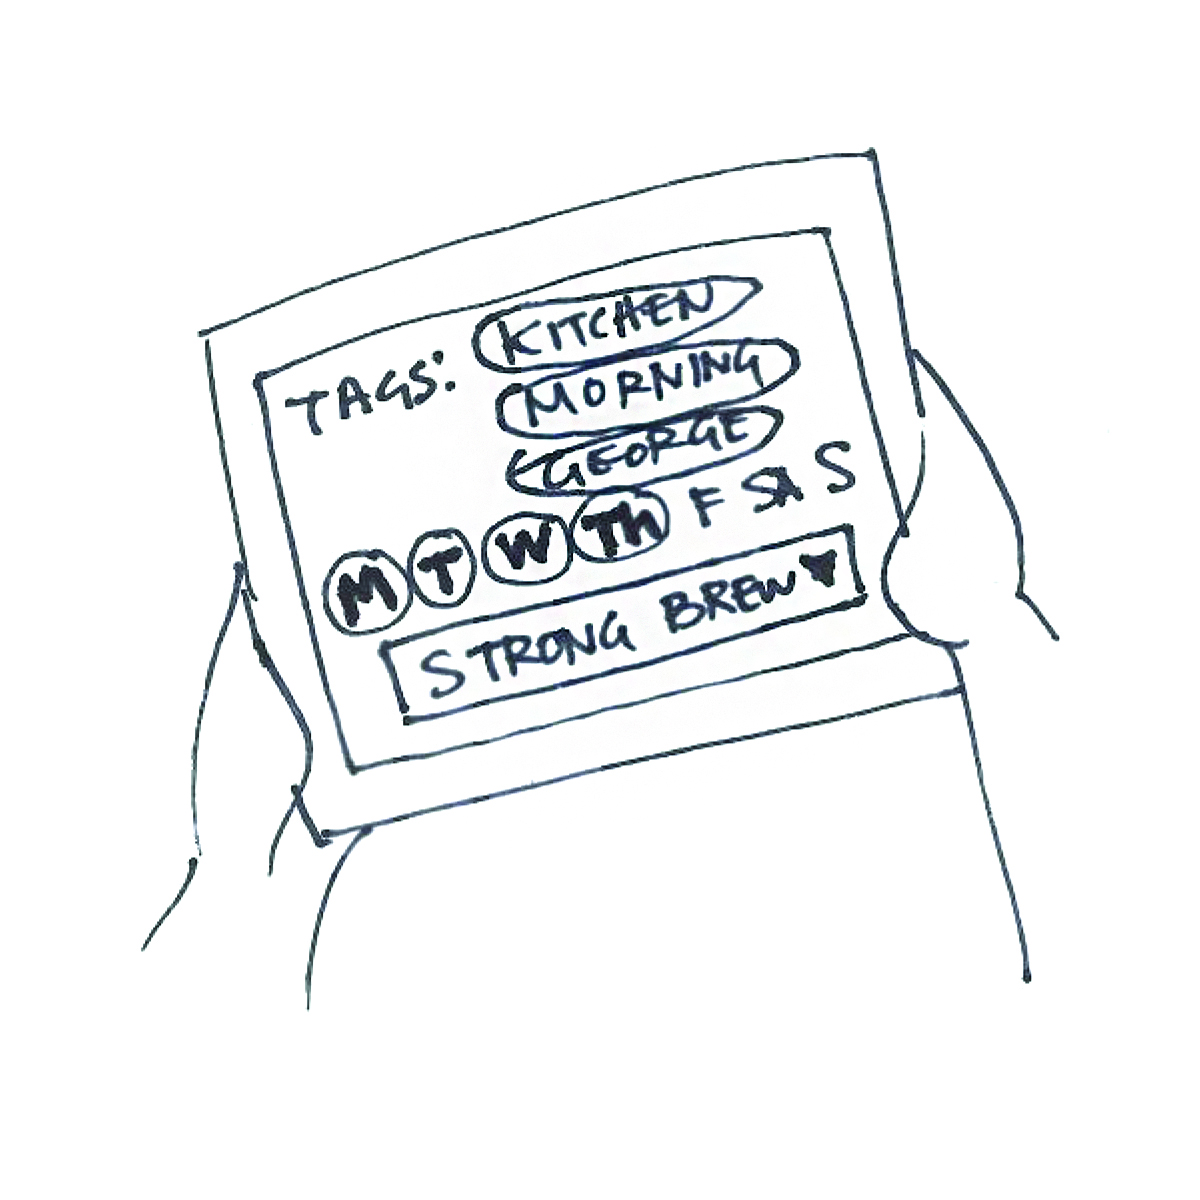 TAGS: KITCHEN
MORNING
GEORGE
M T W Th F SA S
STRONG BREW